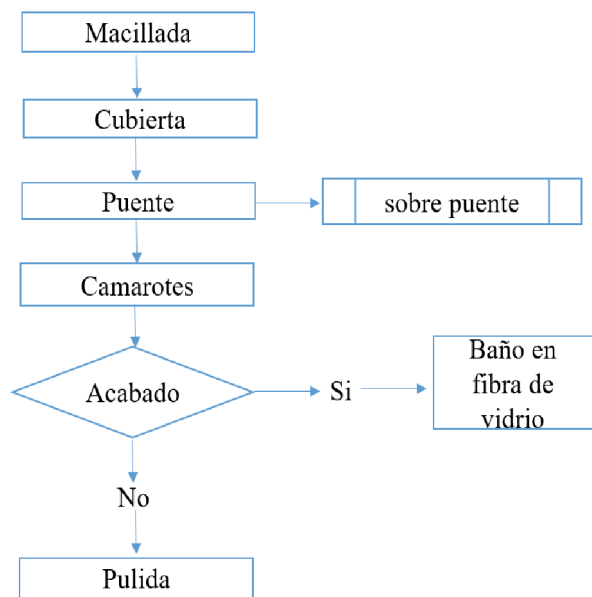 Macillada
Cubierta
Puente
sobre puente
Camarotes
Acabado
Si
Baño en
fibra de
vidrio
No
Pulida